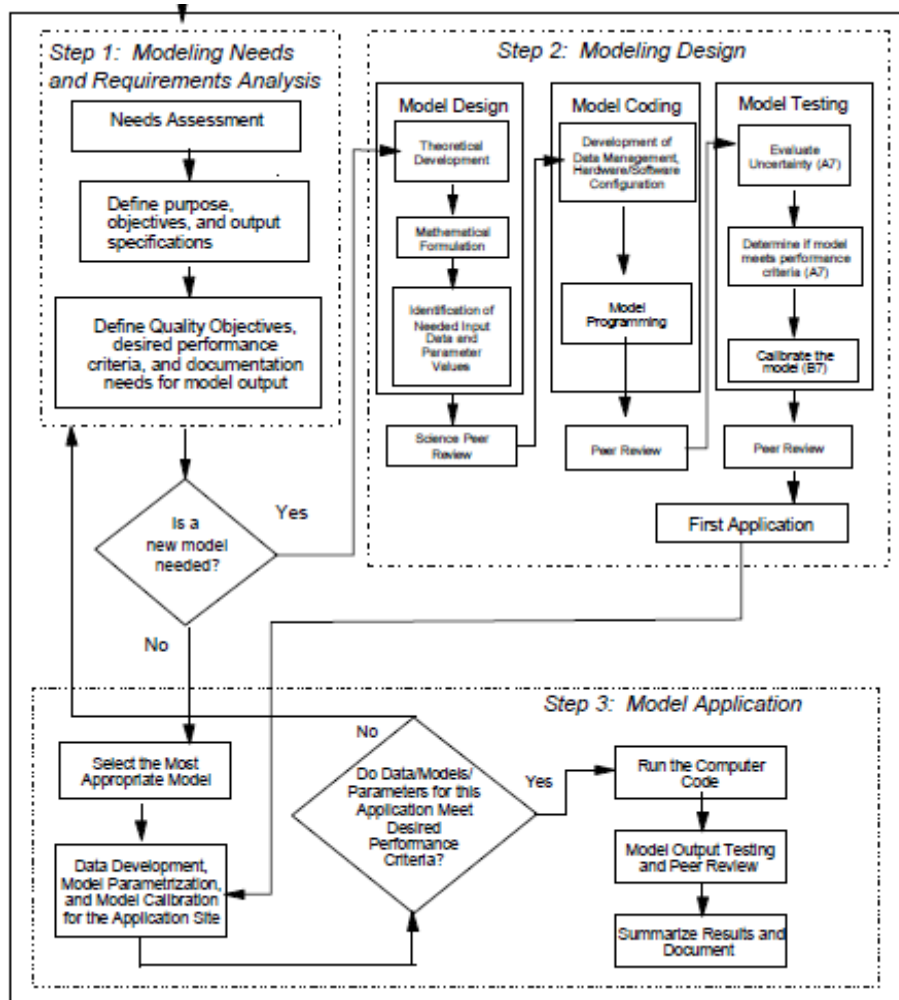 Step 1: Modeling Needs
and Requirements Analysis
Needs Assessment
Define purpose,
objectives, and output
specifications
Define Quality Objectives,
desired performance
criteria, and documentation
needs for model output
Is a
new model
needed?
Yes
No
Step 2: Modeling Design
Model Design
Theoretical
Development
Mathematical
Formulation
Identification of
Needed Input
Data and
Parameter
Values
Science Peer
Review
Model Coding
Development of
Data Management,
Hardware/Software
Configuration
Model
Programming
Peer Review
Model Testing
Evaluate
Uncertainty (A7)
Determine if model
meets performance
criteria (A7)
Calibrate the
model (B7)
Peer Review
First Application
Step 3: Model Application
Select the Most
Appropriate Model
Data Development,
Model Parametrization,
and Model Calibration
for the Application Site
No
Do Data/Models/
Parameters for this
Application Meet
Desired
Performance
Criteria?
Yes
Run the Computer
Code
Model Output Testing
and Peer Review
Summarize Results and
Document